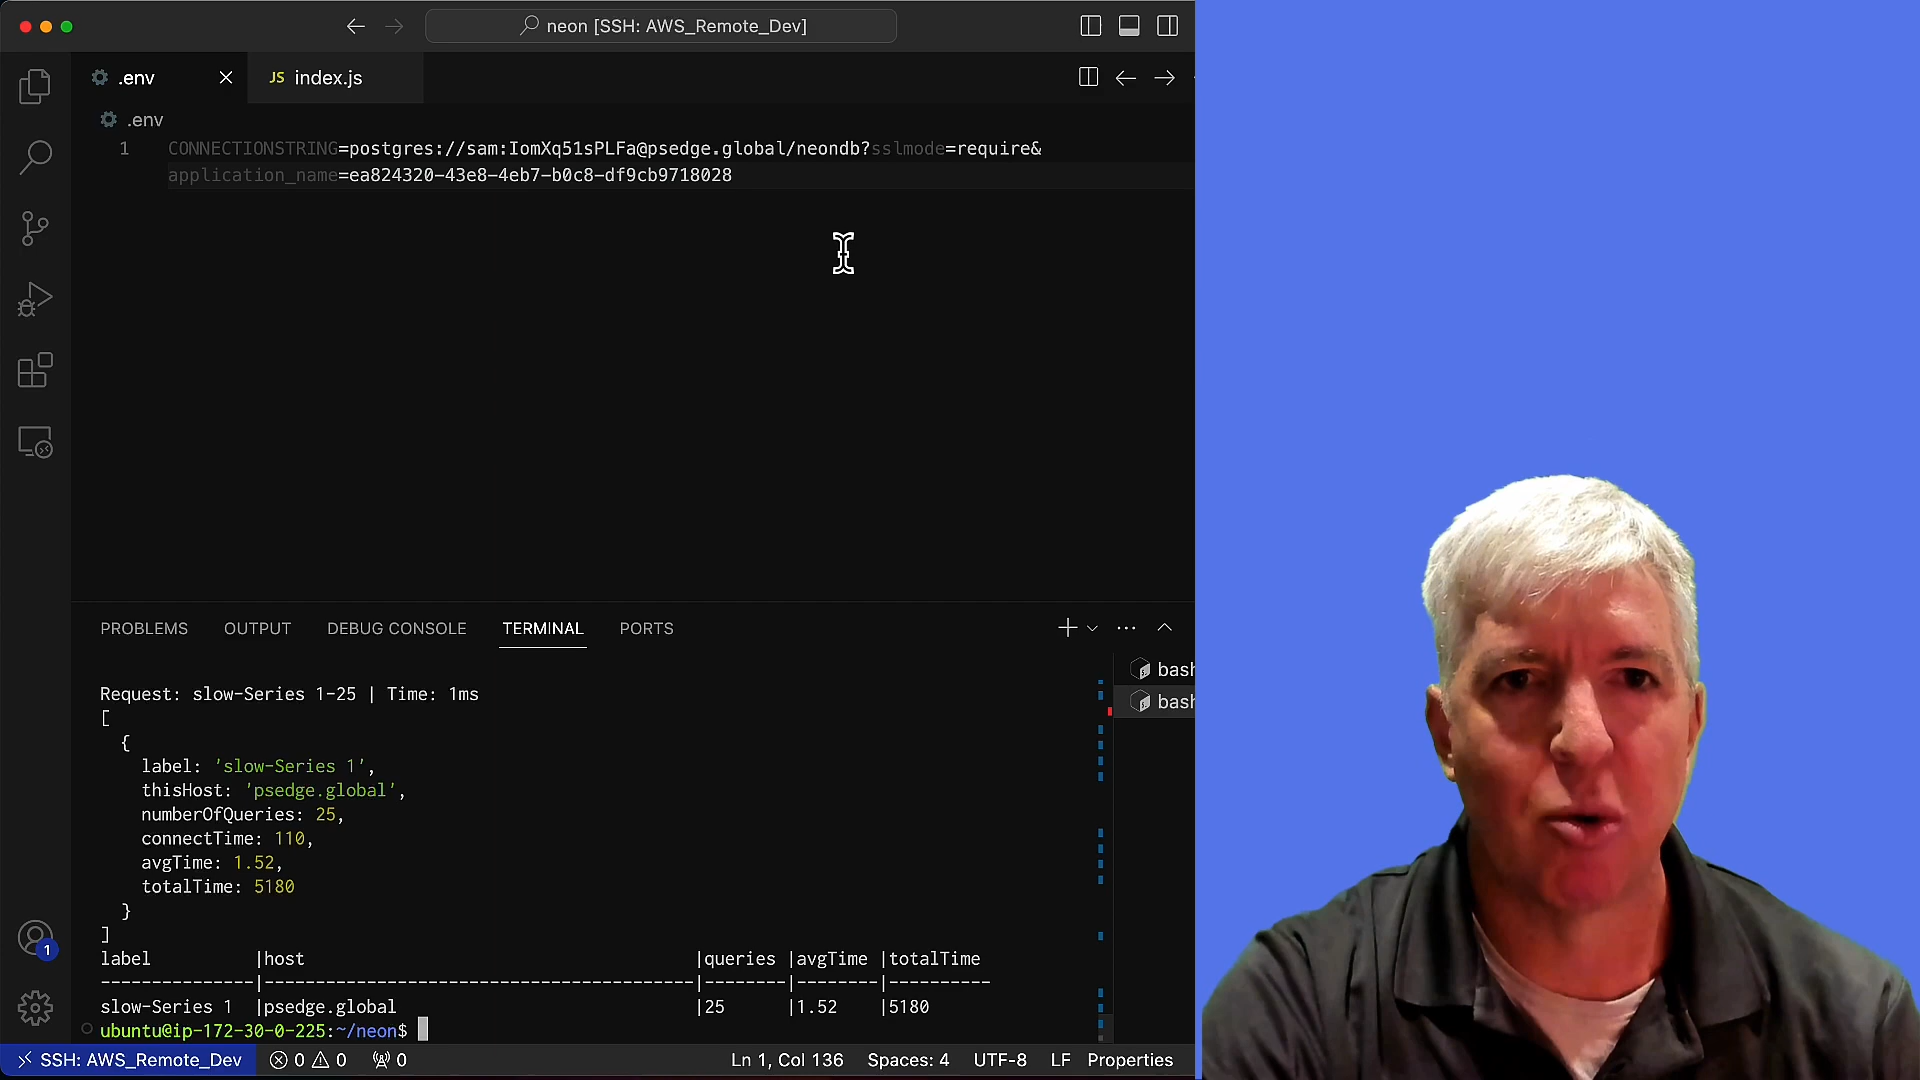 neon [SSH: AWS_Remote_Dev]
.env
JS index.js
.env
1 CONNECTIONSTRING=postgres://sam:IomXq51sPLFa@psedge.global/neondb?sslmode=require&
application_name=ea824320-43e8-4eb7-b0c8-df9cb9718028
PROBLEMS OUTPUT DEBUG CONSOLE TERMINAL PORTS
bash
bash
Request: slow-Series 1-25 | Time: 1ms
[
{
label: 'slow-Series 1',
thisHost: 'psedge.global',
numberOfQueries: 25,
connectTime: 110,
avgTime: 1.52,
totalTime: 5180
}
]
label |host |queries |avgTime |totalTime
---------------|------------------------------------------|--------|--------|----------
slow-Series 1 |psedge.global |25 |1.52 |5180
ubuntu@ip-172-30-0-225:~/neon$
1
SSH: AWS_Remote_Dev 0 0 0 Ln 1, Col 136 Spaces: 4 UTF-8 LF Properties